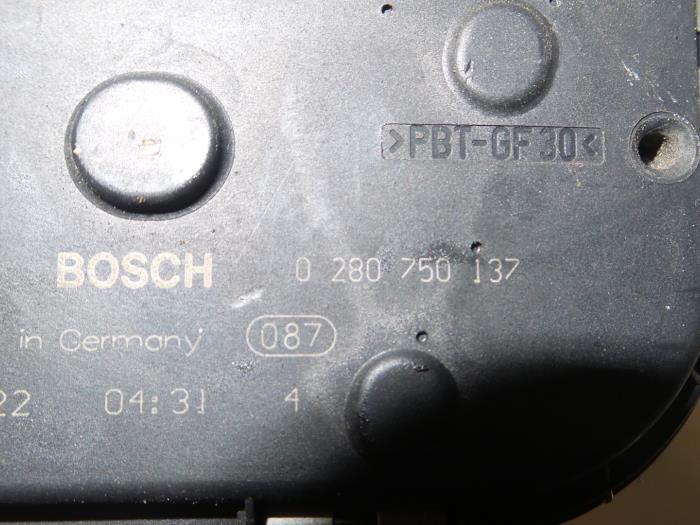 >PBT-GF30<
BOSCH 0 280 750 137
in Germany 087
22 04:31 4